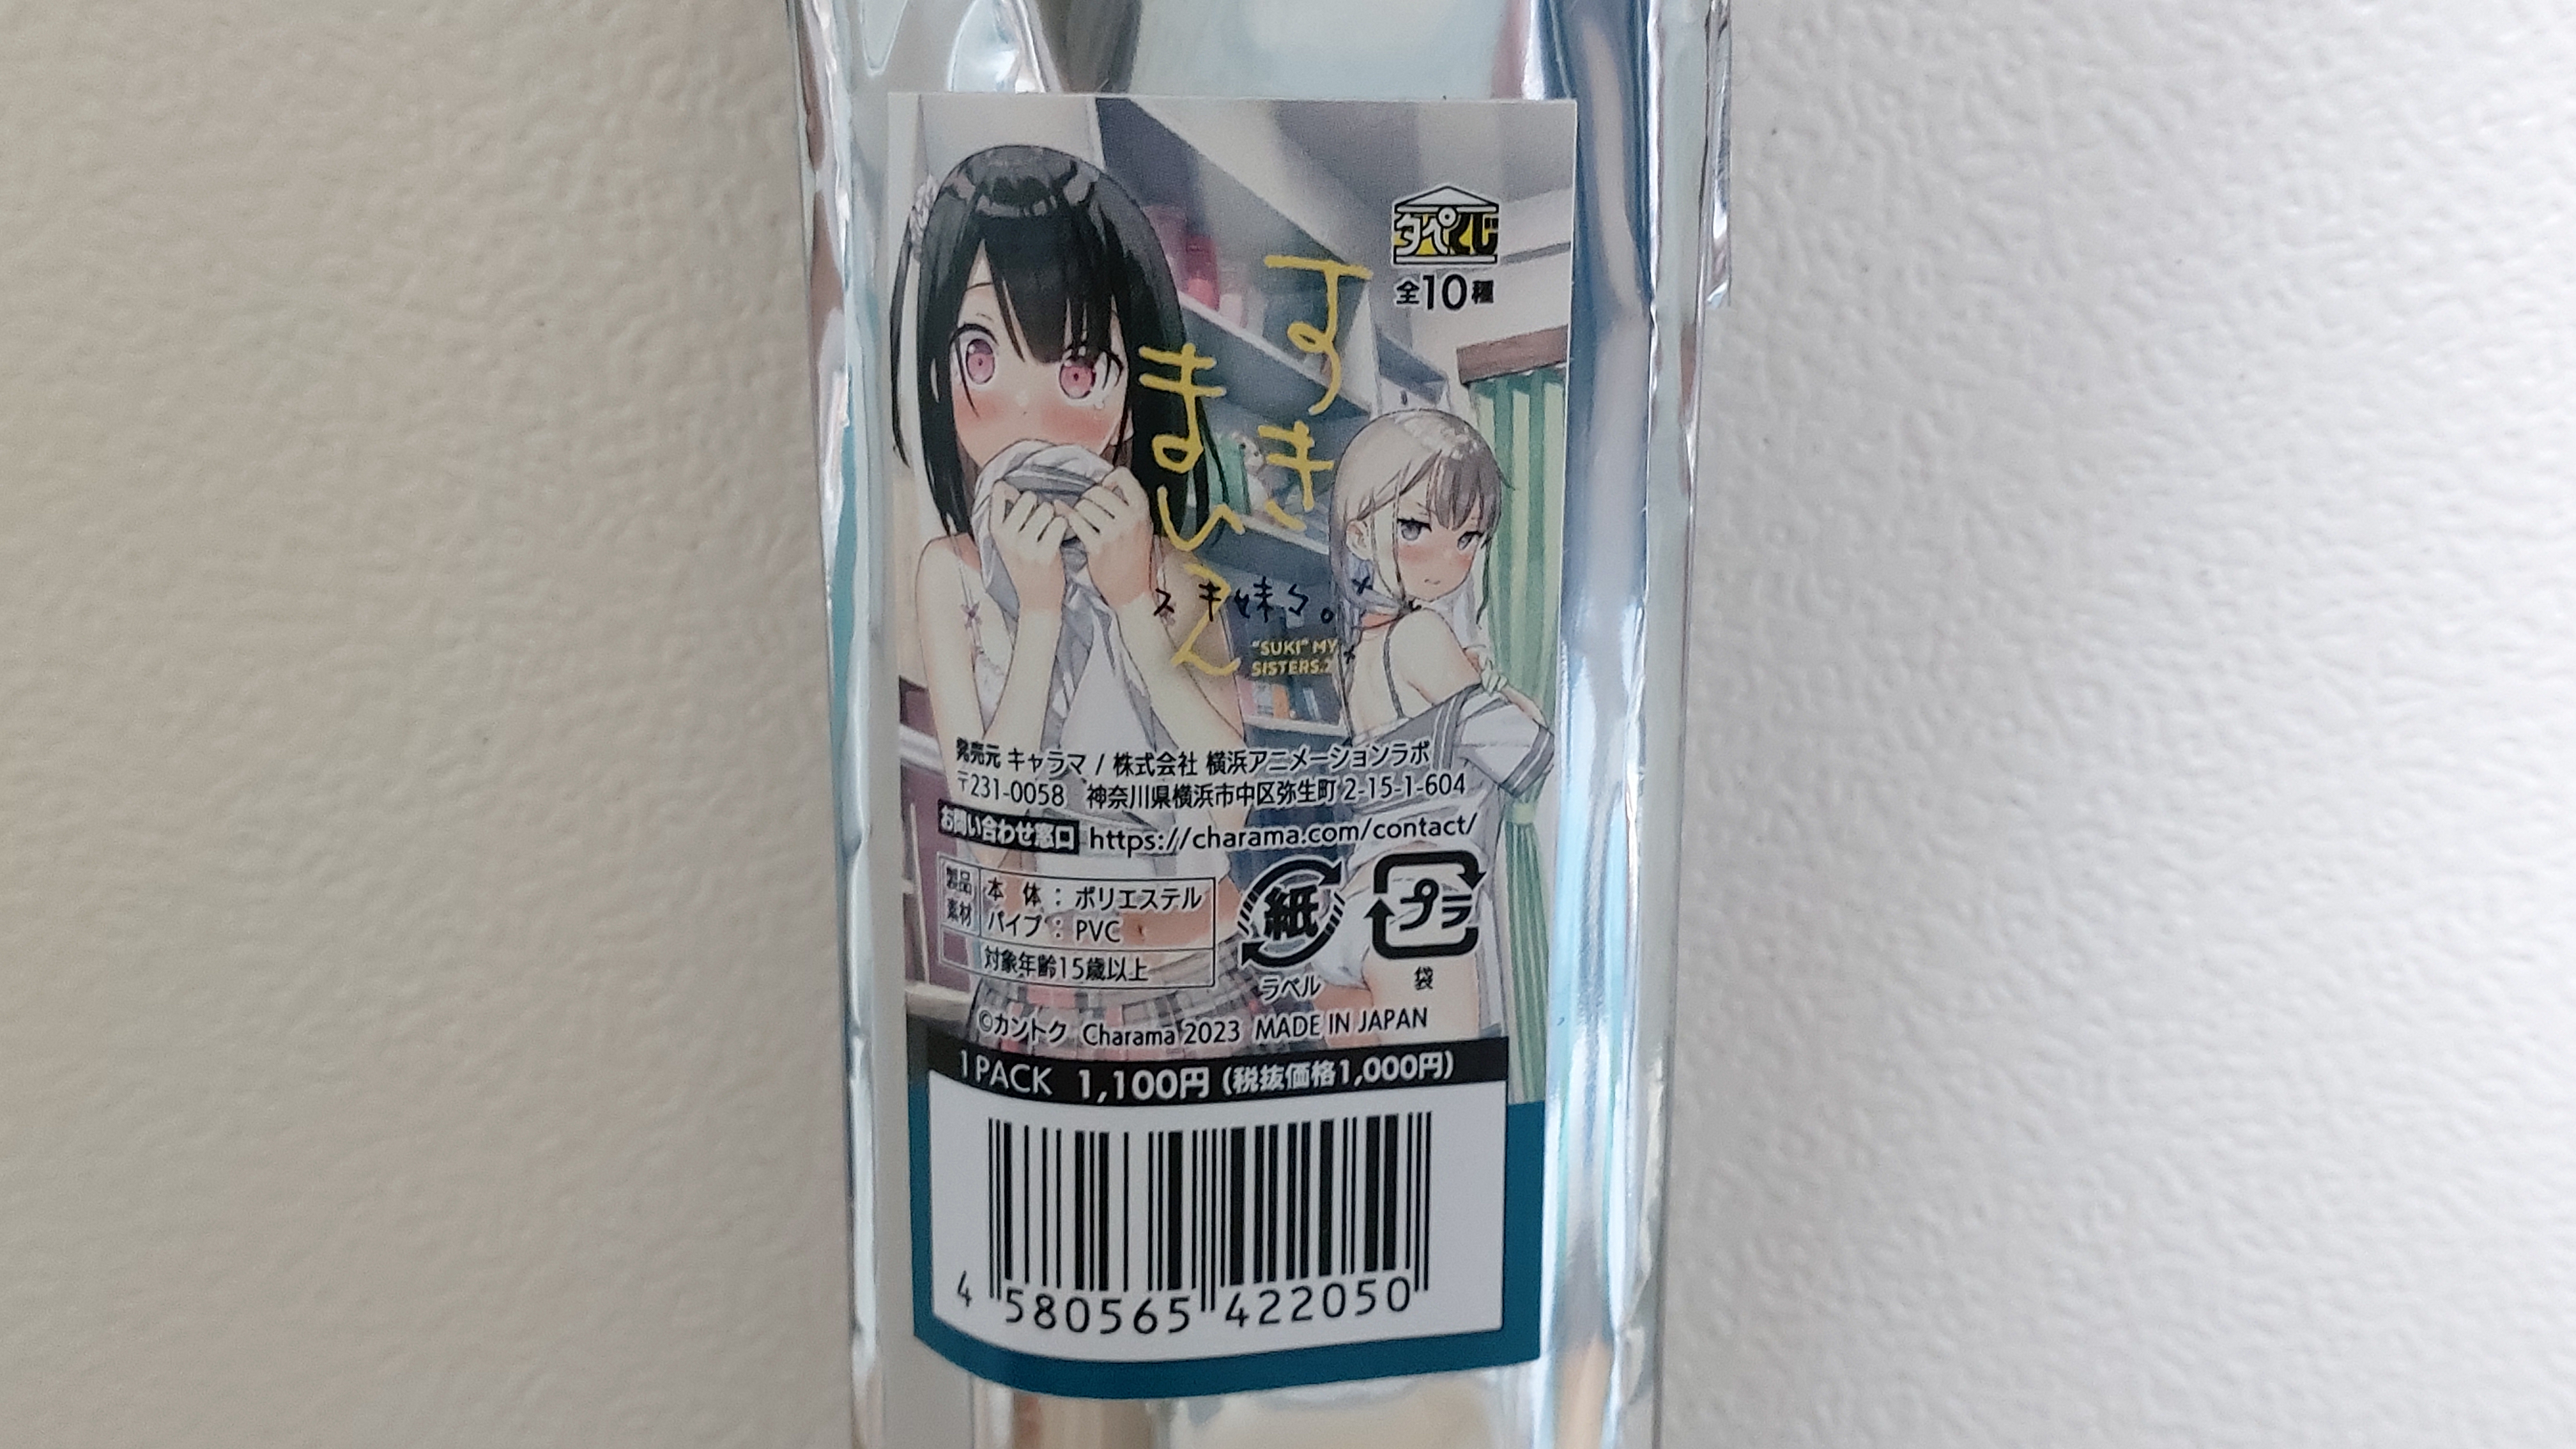 タペくじ
全10種
すき
まいろん
スキ妹々。
"SUKI" MY
SISTERS.2
発売元 キャラマ / 株式会社 横浜アニメーションラボ
〒231-0058 神奈川県横浜市中区弥生町 2-15-1-604
お問い合わせ窓口 https://charama.com/contact/
製品素材
本 体 : ポリエステル
パイプ : PVC
対象年齢15歳以上
紙
ラベル
プラ
袋
©カントク Charama 2023 MADE IN JAPAN
1PACK 1,100円 (税抜価格1,000円)
4 580565 422050